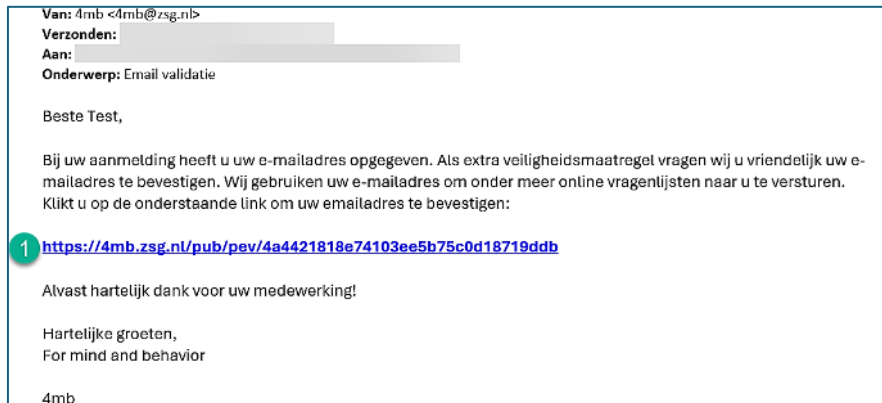 Van: 4mb <4mb@zsg.nl>
Verzonden:
Aan:
Onderwerp: Email validatie
Beste Test,
Bij uw aanmelding heeft u uw e-mailadres opgegeven. Als extra veiligheidsmaatregel vragen wij u vriendelijk uw e-
mailadres te bevestigen. Wij gebruiken uw e-mailadres om onder meer online vragenlijsten naar u te versturen.
Klikt u op de onderstaande link om uw emailadres te bevestigen:
1 https://4mb.zsg.nl/pub/pev/4a4421818e74103ee5b75c0d18719ddb
Alvast hartelijk dank voor uw medewerking!
Hartelijke groeten,
For mind and behavior
4mb